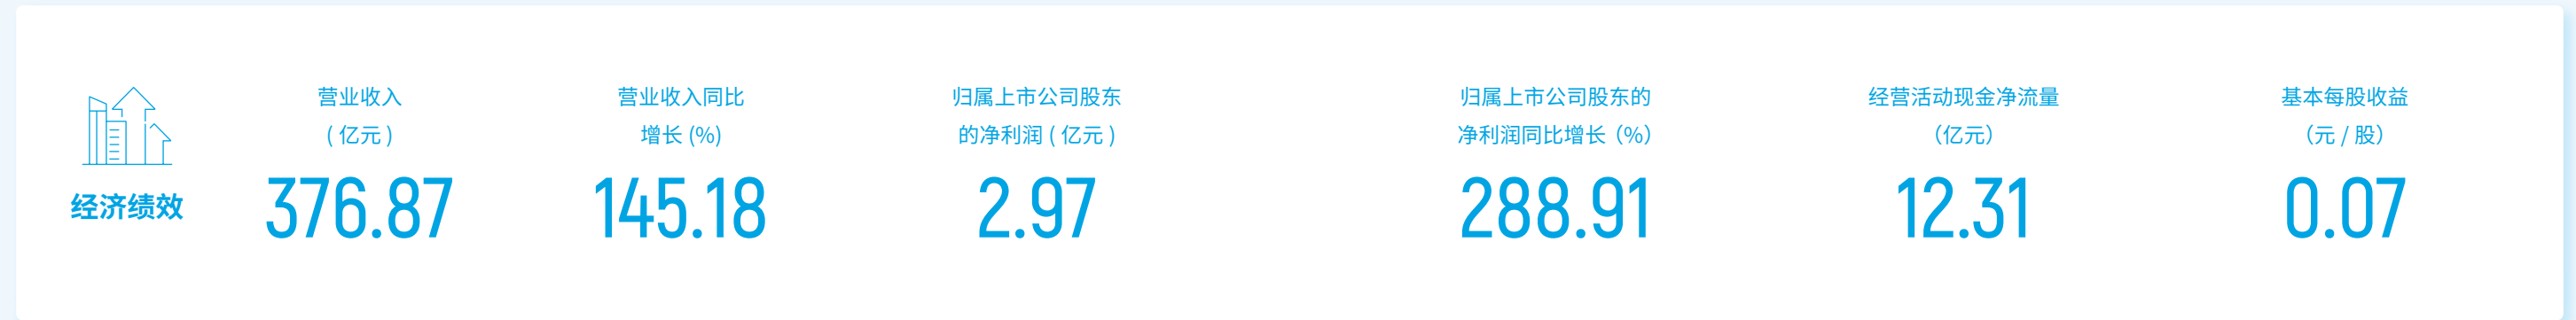 经济绩效
营业收入
( 亿元 )
376.87
营业收入同比
增长 (%)
145.18
归属上市公司股东
的净利润 ( 亿元 )
2.97
归属上市公司股东的
净利润同比增长（%）
288.91
经营活动现金净流量
（亿元）
12.31
基本每股收益
（元 / 股）
0.07